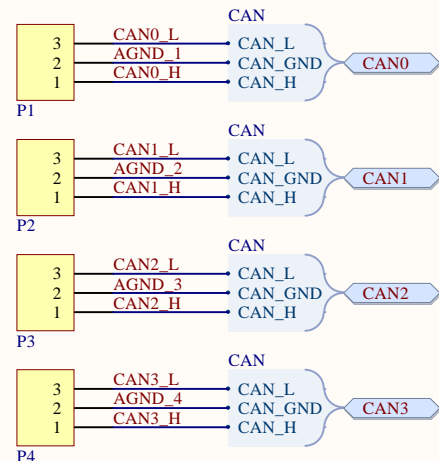 CAN
3 CAN0_L CAN_L
2 AGND_1 CAN_GND CAN0
1 CAN0_H CAN_H
P1
CAN
3 CAN1_L CAN_L
2 AGND_2 CAN_GND CAN1
1 CAN1_H CAN_H
P2
CAN
3 CAN2_L CAN_L
2 AGND_3 CAN_GND CAN2
1 CAN2_H CAN_H
P3
CAN
3 CAN3_L CAN_L
2 AGND_4 CAN_GND CAN3
1 CAN3_H CAN_H
P4